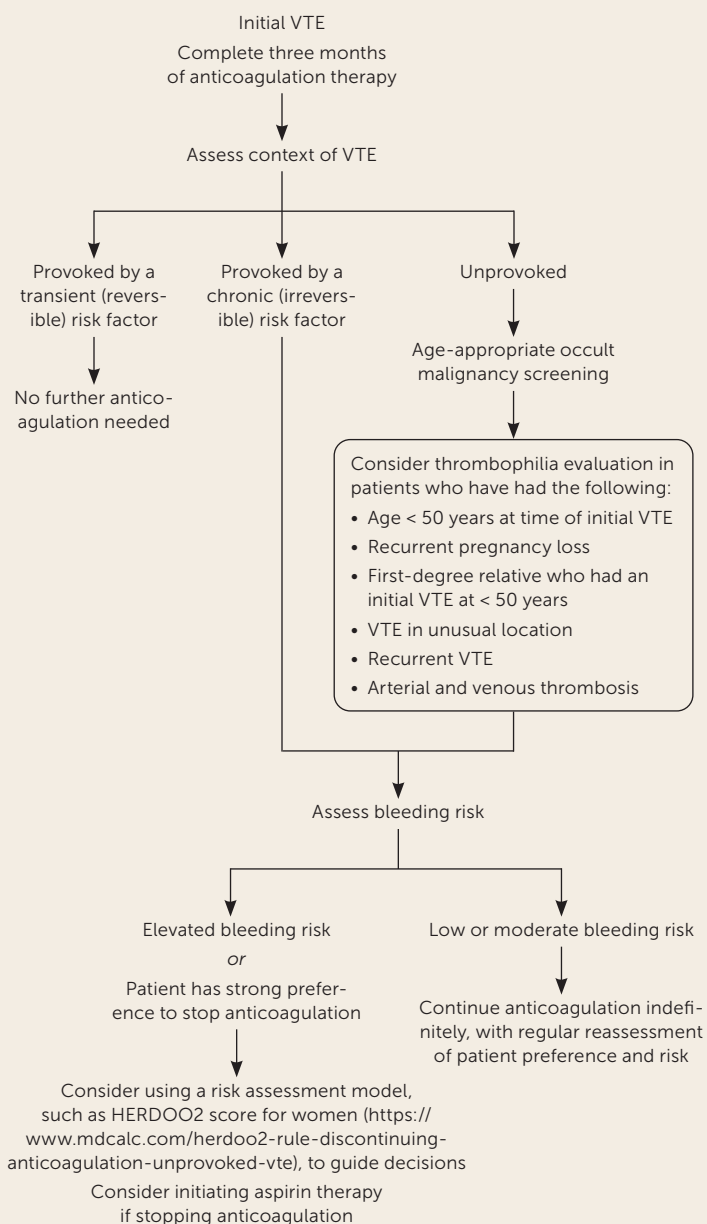 Initial VTE
Complete three months
of anticoagulation therapy
Assess context of VTE
Provoked by a
transient (revers-
ible) risk factor
No further antico-
agulation needed
Provoked by a
chronic (irrevers-
ible) risk factor
Unprovoked
Age-appropriate occult
malignancy screening
Consider thrombophilia evaluation in
patients who have had the following:
• Age < 50 years at time of initial VTE
• Recurrent pregnancy loss
• First-degree relative who had an
initial VTE at < 50 years
• VTE in unusual location
• Recurrent VTE
• Arterial and venous thrombosis
Assess bleeding risk
Elevated bleeding risk
or
Patient has strong prefer-
ence to stop anticoagulation
Consider using a risk assessment model,
such as HERDOO2 score for women (https://
www.mdcalc.com/herdoo2-rule-discontinuing-
anticoagulation-unprovoked-vte), to guide decisions
Consider initiating aspirin therapy
if stopping anticoagulation
Low or moderate bleeding risk
Continue anticoagulation indefi-
nitely, with regular reassessment
of patient preference and risk